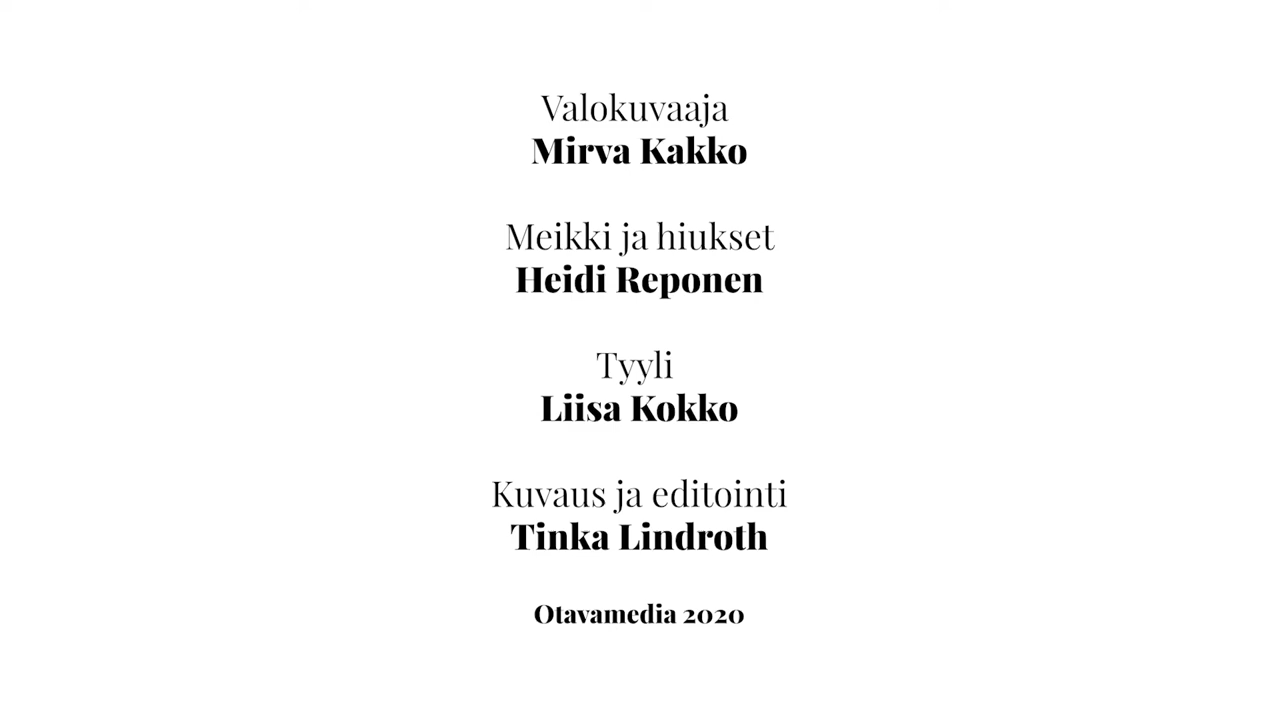 Valokuvaaja
Mirva Kakko
Meikki ja hiukset
Heidi Reponen
Tyyli
Liisa Kokko
Kuvaus ja editointi
Tinka Lindroth
Otavamedia 2020